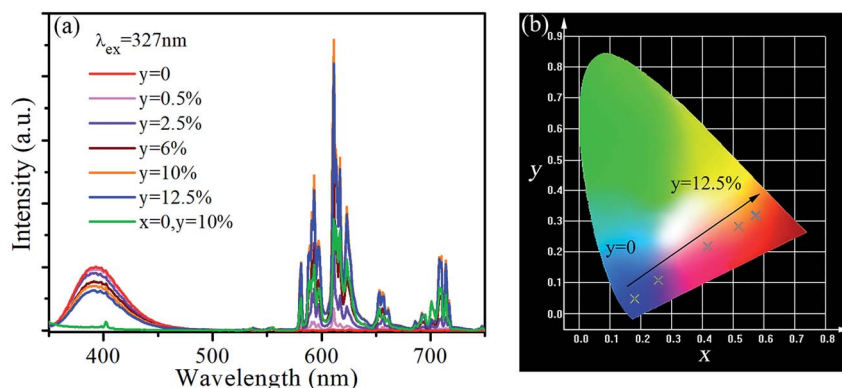 (a)
λex=327nm
y=0
y=0.5%
y=2.5%
y=6%
y=10%
y=12.5%
x=0,y=10%
Intensity (a.u.)
400 500 600 700
Wavelength (nm)
(b)
0.9
0.8
0.7
0.6
0.5
0.4
0.3
0.2
0.1
0.0
y
y=12.5%
y=0
0.0 0.1 0.2 0.3 0.4 0.5 0.6 0.7 0.8
x